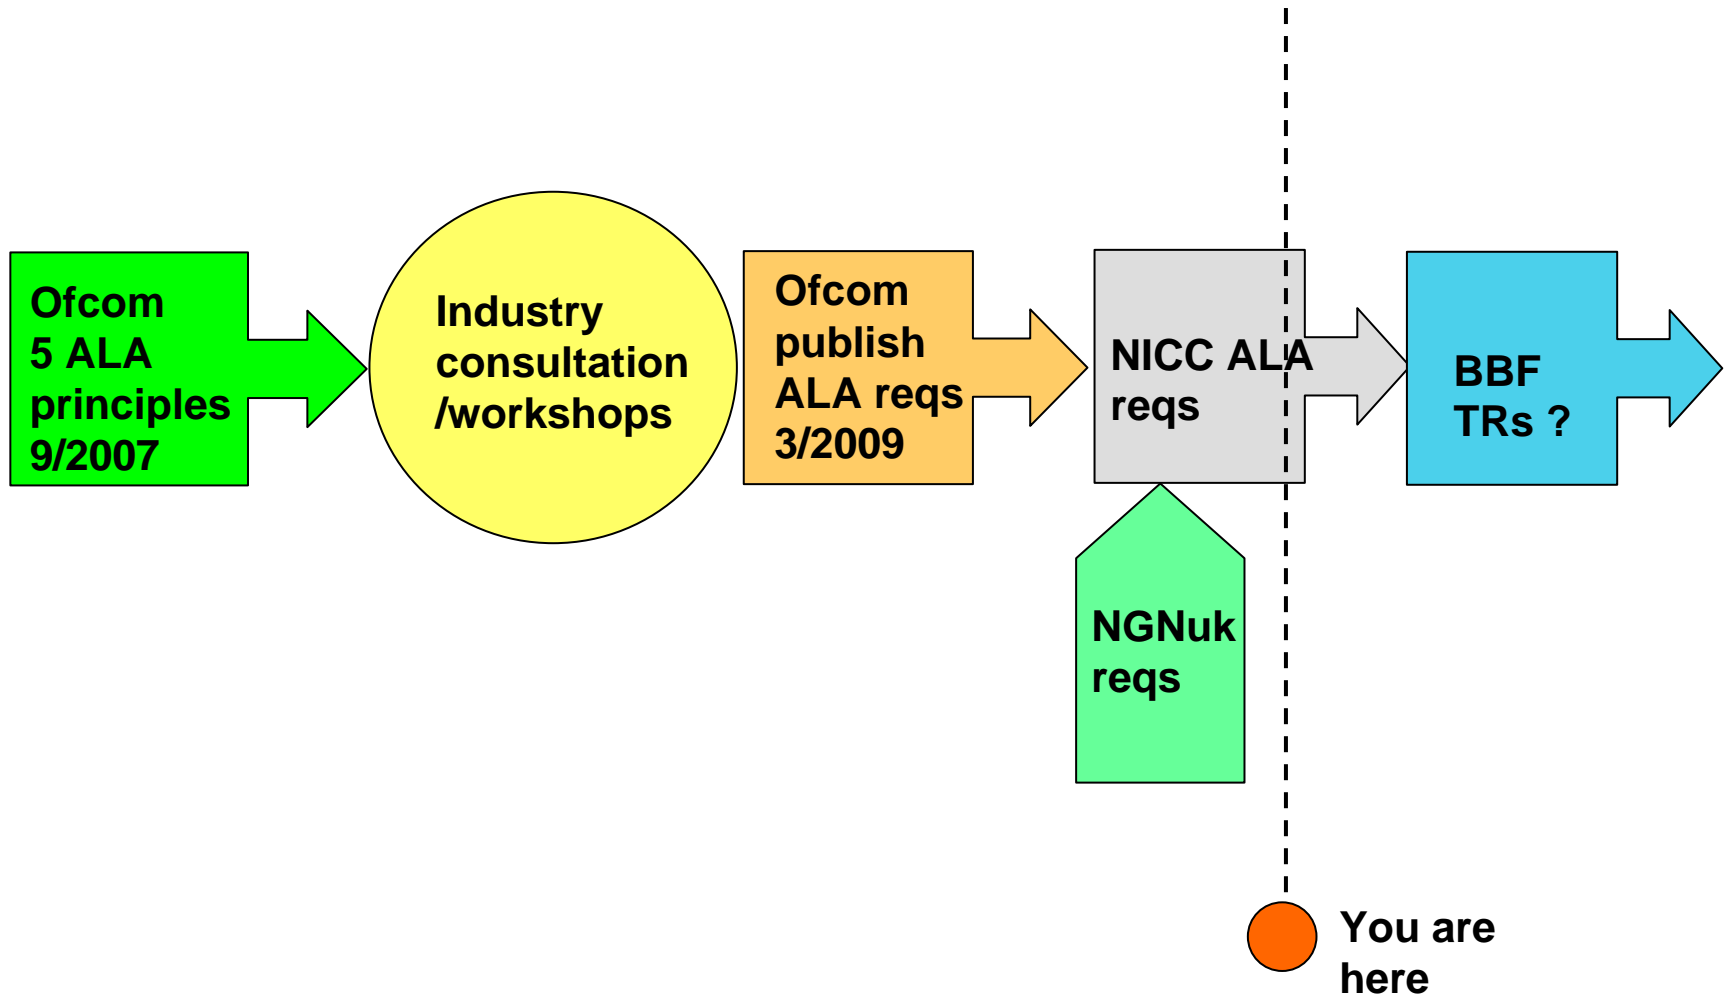 Ofcom
5 ALA
principles
9/2007
Industry
consultation
/workshops
Ofcom
publish
ALA reqs
3/2009
NICC ALA
reqs
BBF
TRs ?
NGNuk
reqs
You are
here